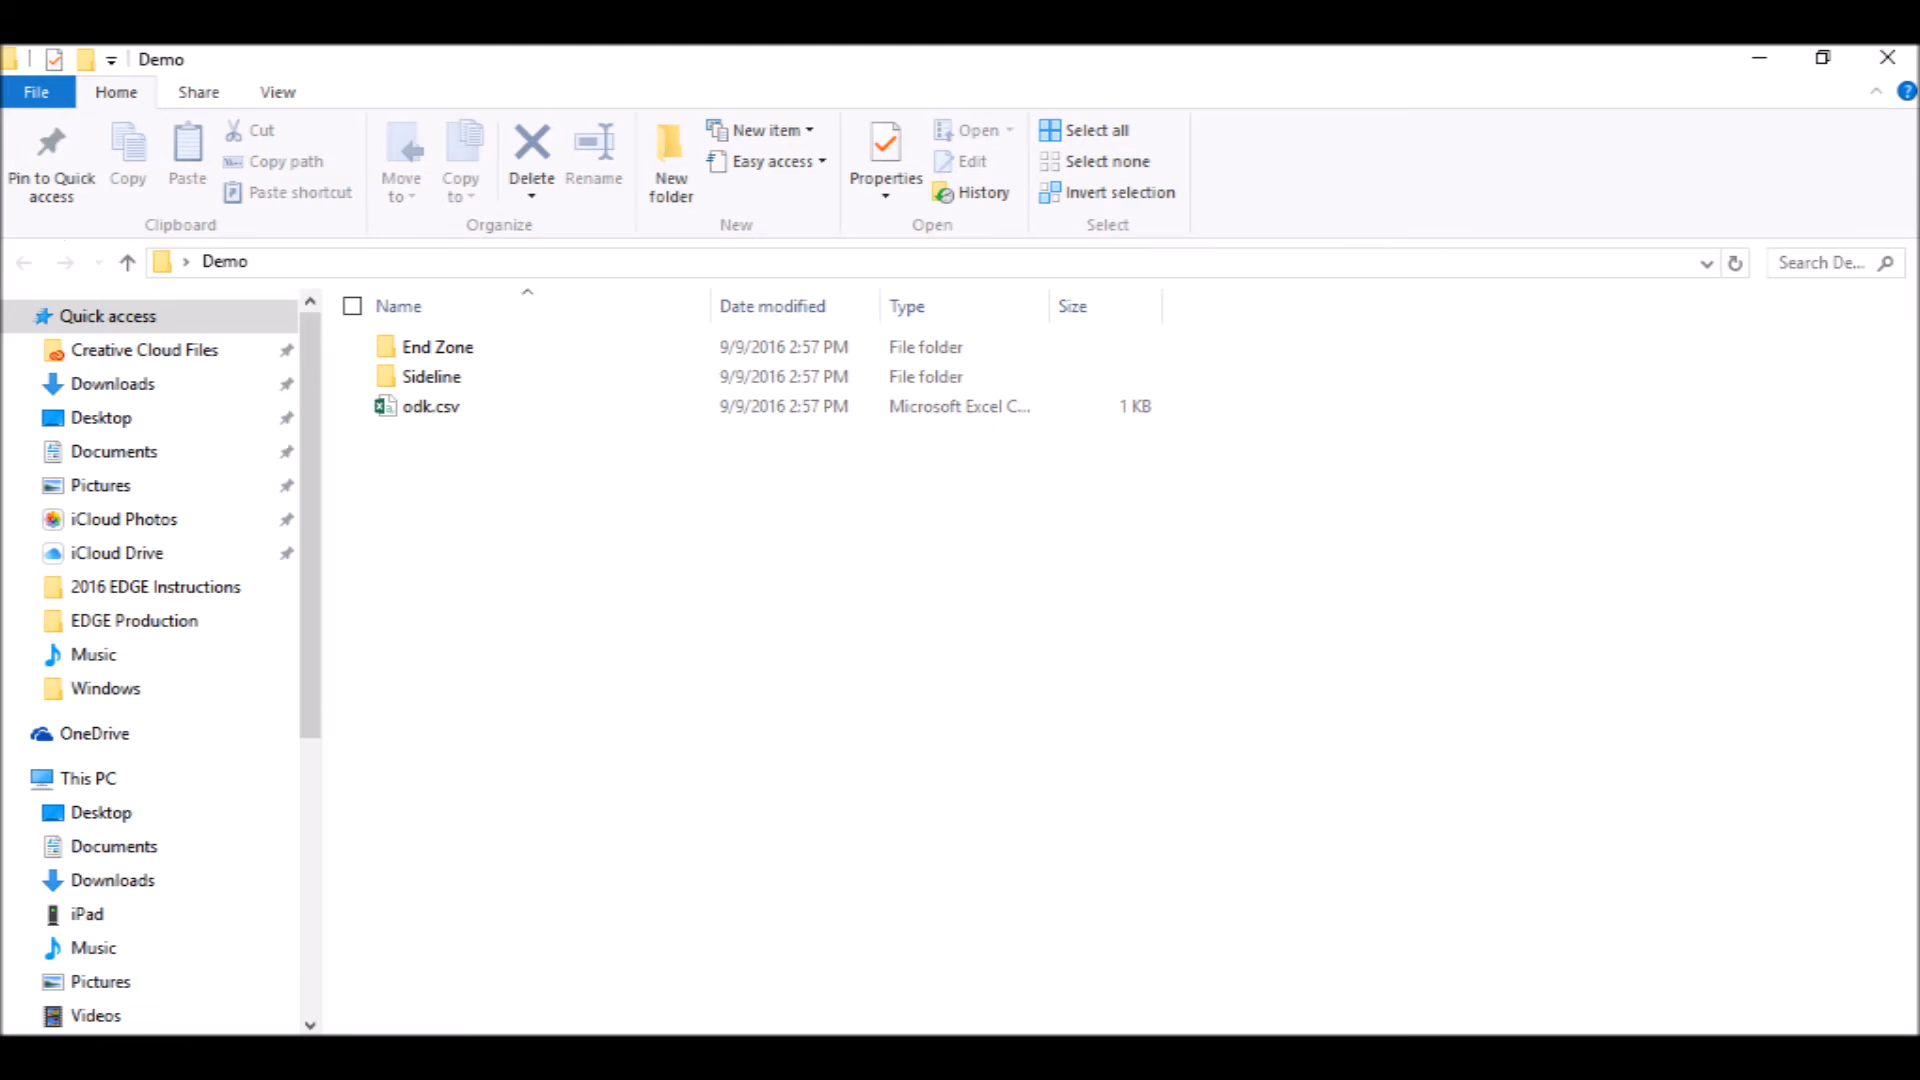 Demo
File Home Share View
Pin to Quick access
Copy
Paste
Cut
Copy path
Paste shortcut
Clipboard
Move to
Copy to
Delete
Rename
Organize
New folder
New item
Easy access
New
Properties
Open
Edit
History
Open
Select all
Select none
Invert selection
Select
Demo
Search De...
Quick access
Creative Cloud Files
Downloads
Desktop
Documents
Pictures
iCloud Photos
iCloud Drive
2016 EDGE Instructions
EDGE Production
Music
Windows
OneDrive
This PC
Desktop
Documents
Downloads
iPad
Music
Pictures
Videos
Name Date modified Type Size
End Zone 9/9/2016 2:57 PM File folder
Sideline 9/9/2016 2:57 PM File folder
odk.csv 9/9/2016 2:57 PM Microsoft Excel C... 1 KB